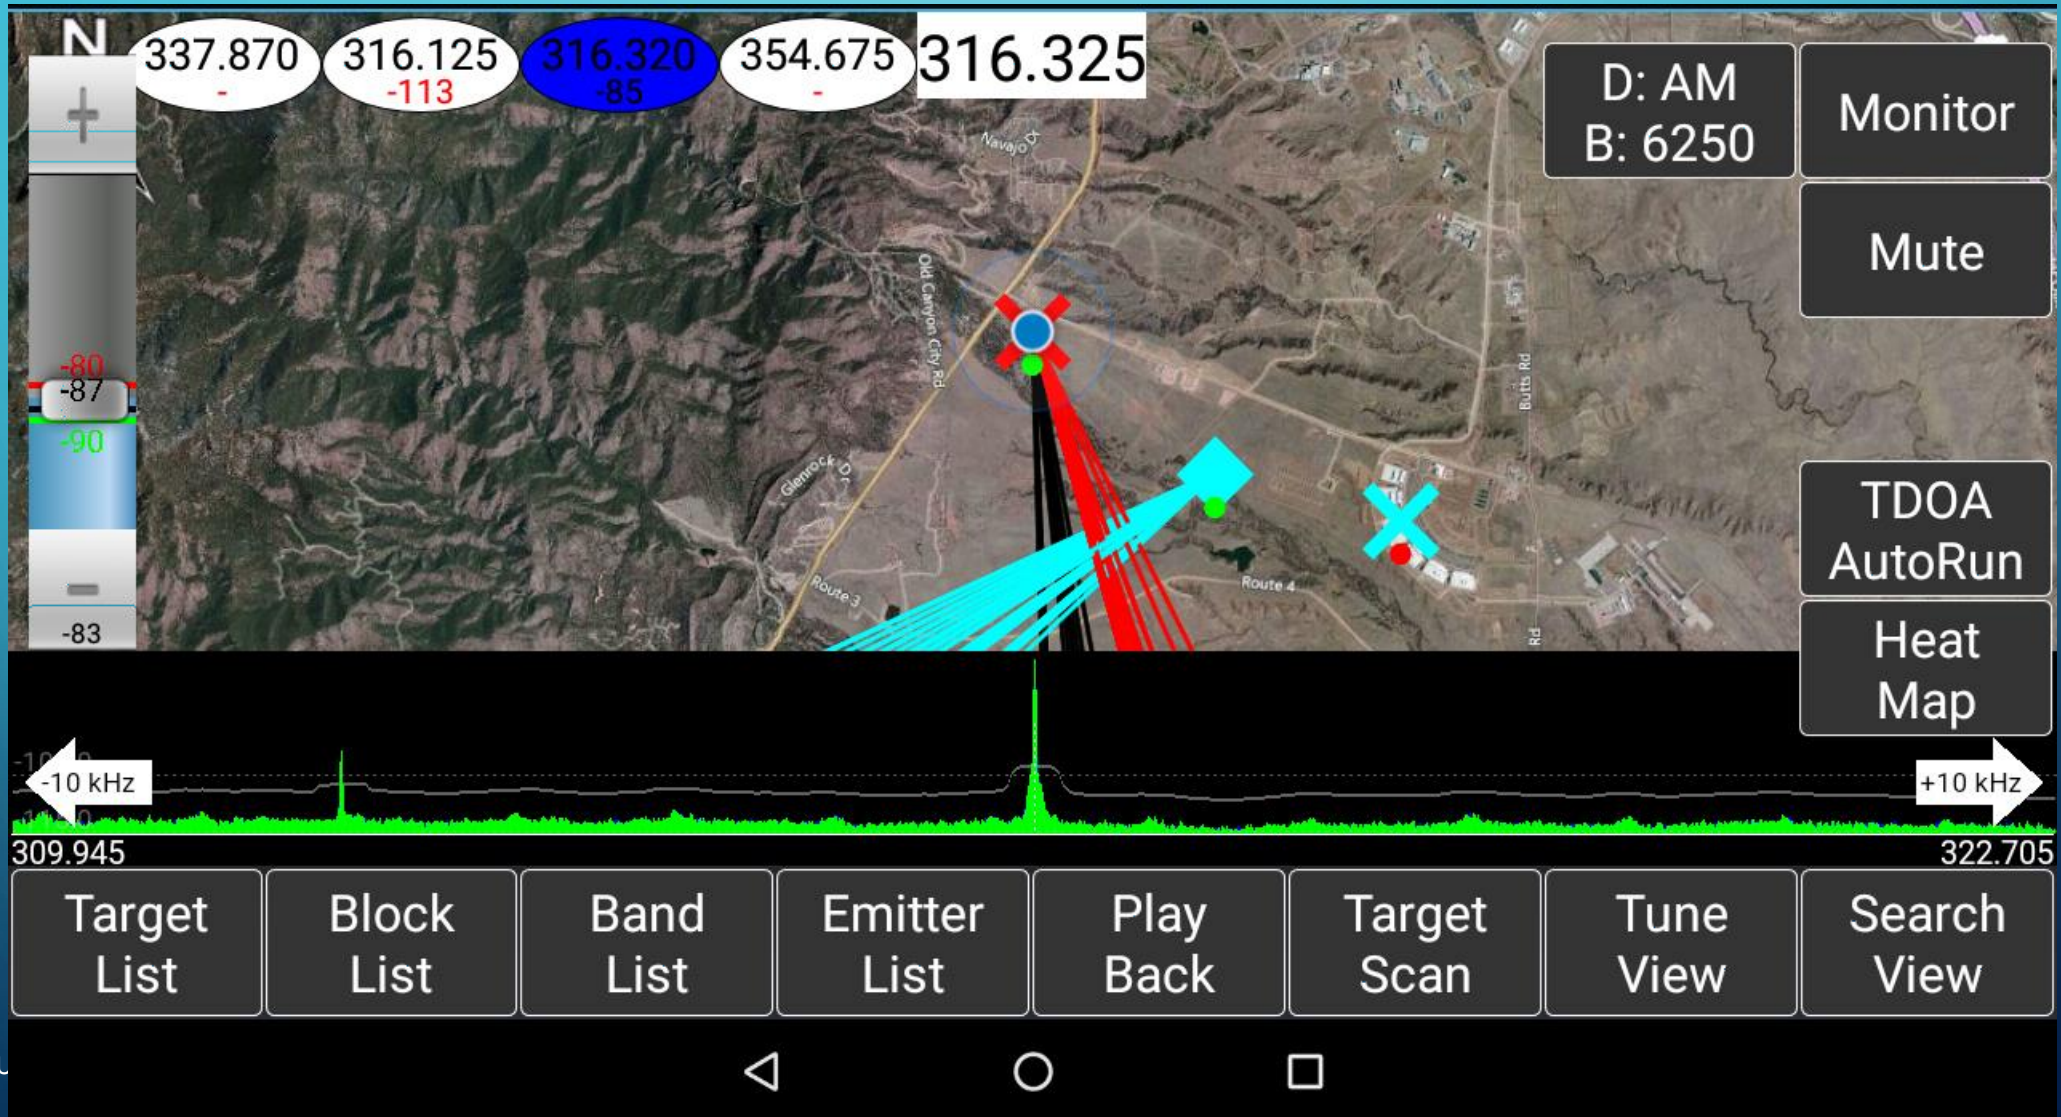 N
337.870
-
316.125
-113
316.320
-85
354.675
-
316.325
D: AM
B: 6250
Monitor
Mute
+
-80
-87
-90
-
-83
Navajo Dr
Old Canyon City Rd
Butts Rd
Glenrock D
Route 3
Route 4
Rd
TDOA
AutoRun
Heat
Map
-10 kHz
+10 kHz
309.945
322.705
Target
List
Block
List
Band
List
Emitter
List
Play
Back
Target
Scan
Tune
View
Search
View